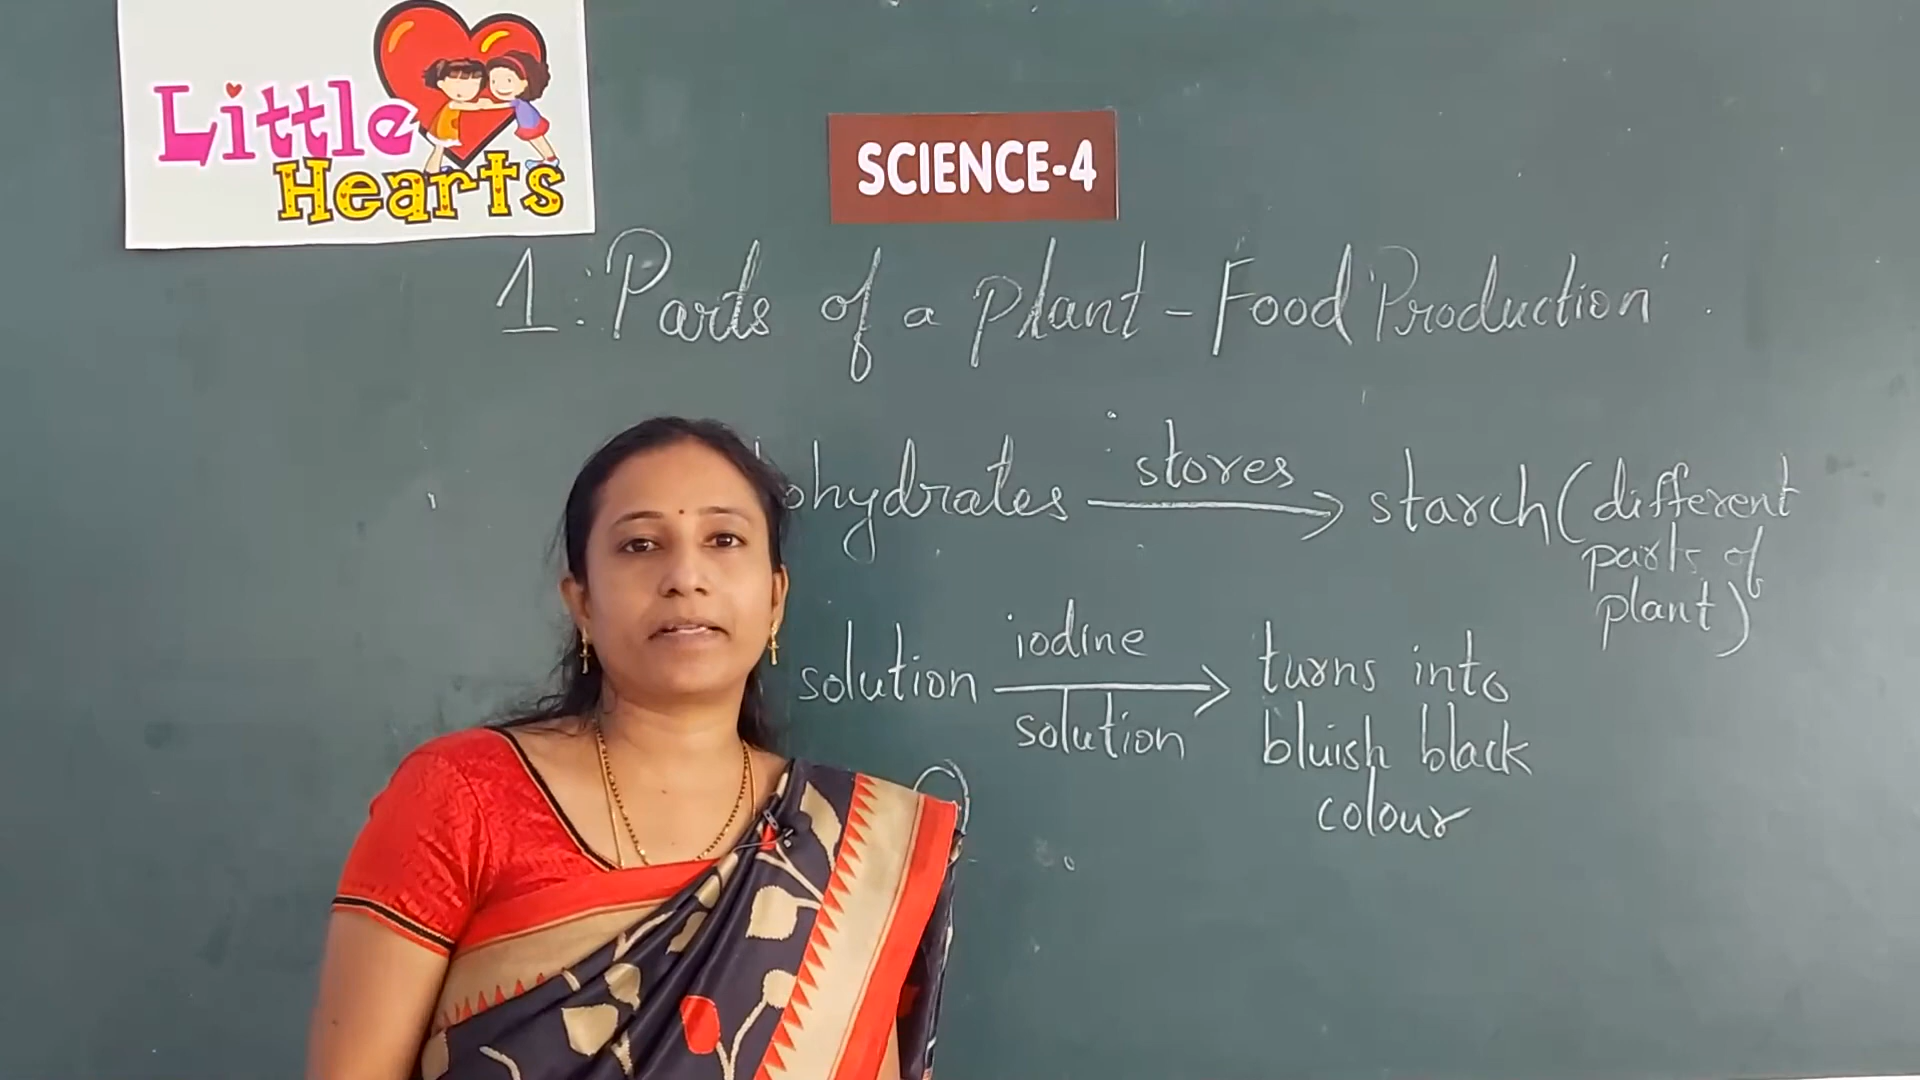 Little
Hearts
SCIENCE-4
1. Parts of a plant - Food 'Production'.
ohydrates stores starch (different
parts of
plant)
solution iodine
solution turns into
bluish black
colour